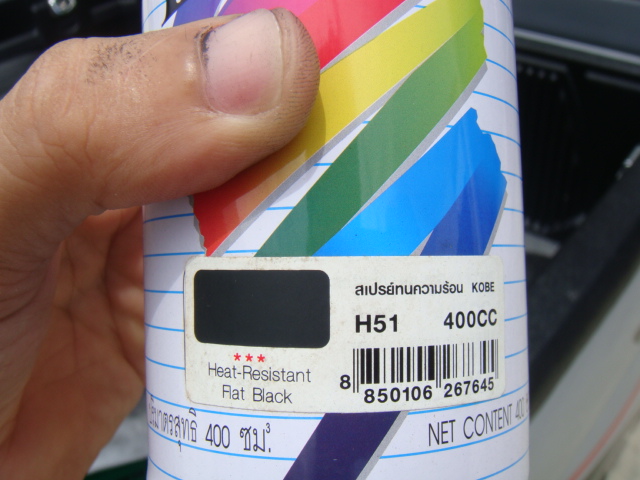 สเปรย์ทนความร้อน KOBE
H51 400CC
***
Heat-Resistant
Flat Black
8 850106 267645
400 ซม.³
NET CONTENT 400